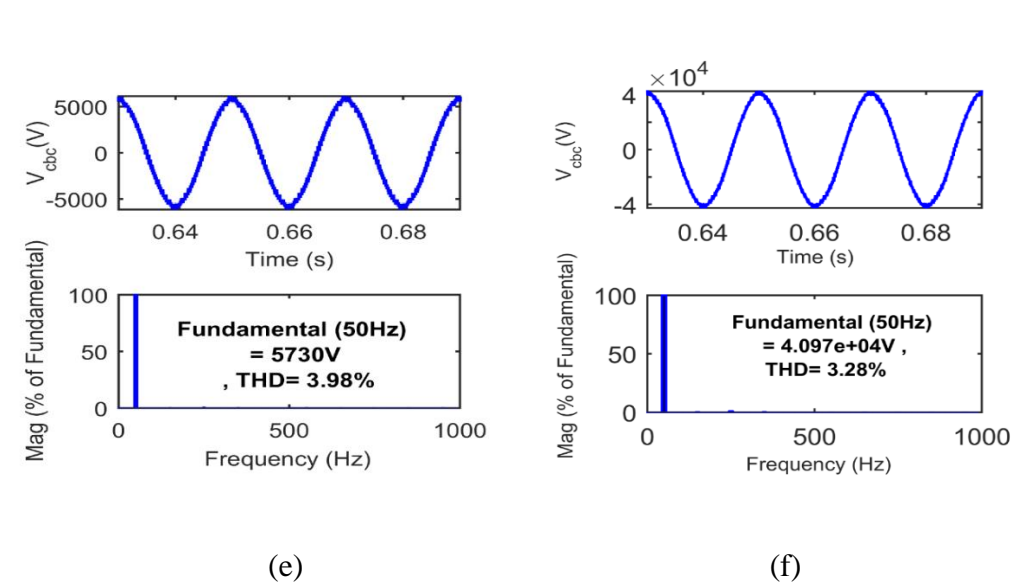 V_cbc(V)
5000
0
-5000
0.64 0.66 0.68
Time (s)
Mag (% of Fundamental)
100
50
0
Fundamental (50Hz)
= 5730V
, THD= 3.98%
0 500 1000
Frequency (Hz)
(e)
V_cbc(V)
×10^4
4
0
-4
0.64 0.66 0.68
Time (s)
Mag (% of Fundamental)
100
50
0
Fundamental (50Hz)
= 4.097e+04V ,
THD= 3.28%
0 500 1000
Frequency (Hz)
(f)